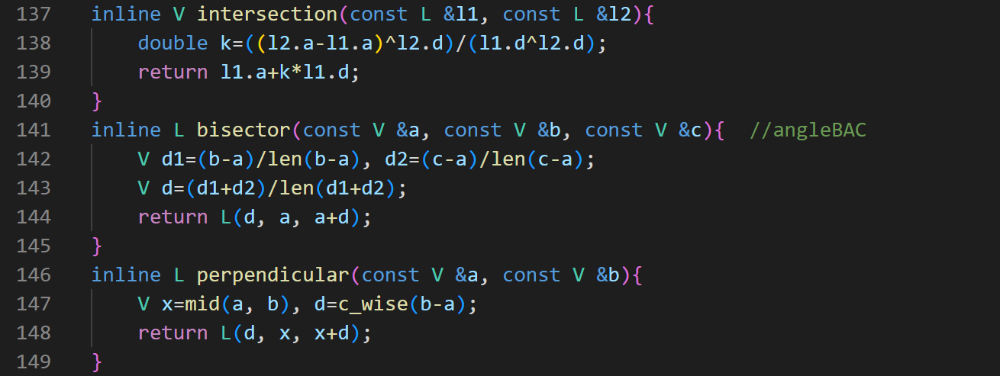 137 inline V intersection(const L &l1, const L &l2){
138     double k=((l2.a-l1.a)^l2.d)/(l1.d^l2.d);
139     return l1.a+k*l1.d;
140 }
141 inline L bisector(const V &a, const V &b, const V &c){  //angleBAC
142     V d1=(b-a)/len(b-a), d2=(c-a)/len(c-a);
143     V d=(d1+d2)/len(d1+d2);
144     return L(d, a, a+d);
145 }
146 inline L perpendicular(const V &a, const V &b){
147     V x=mid(a, b), d=c_wise(b-a);
148     return L(d, x, x+d);
149 }